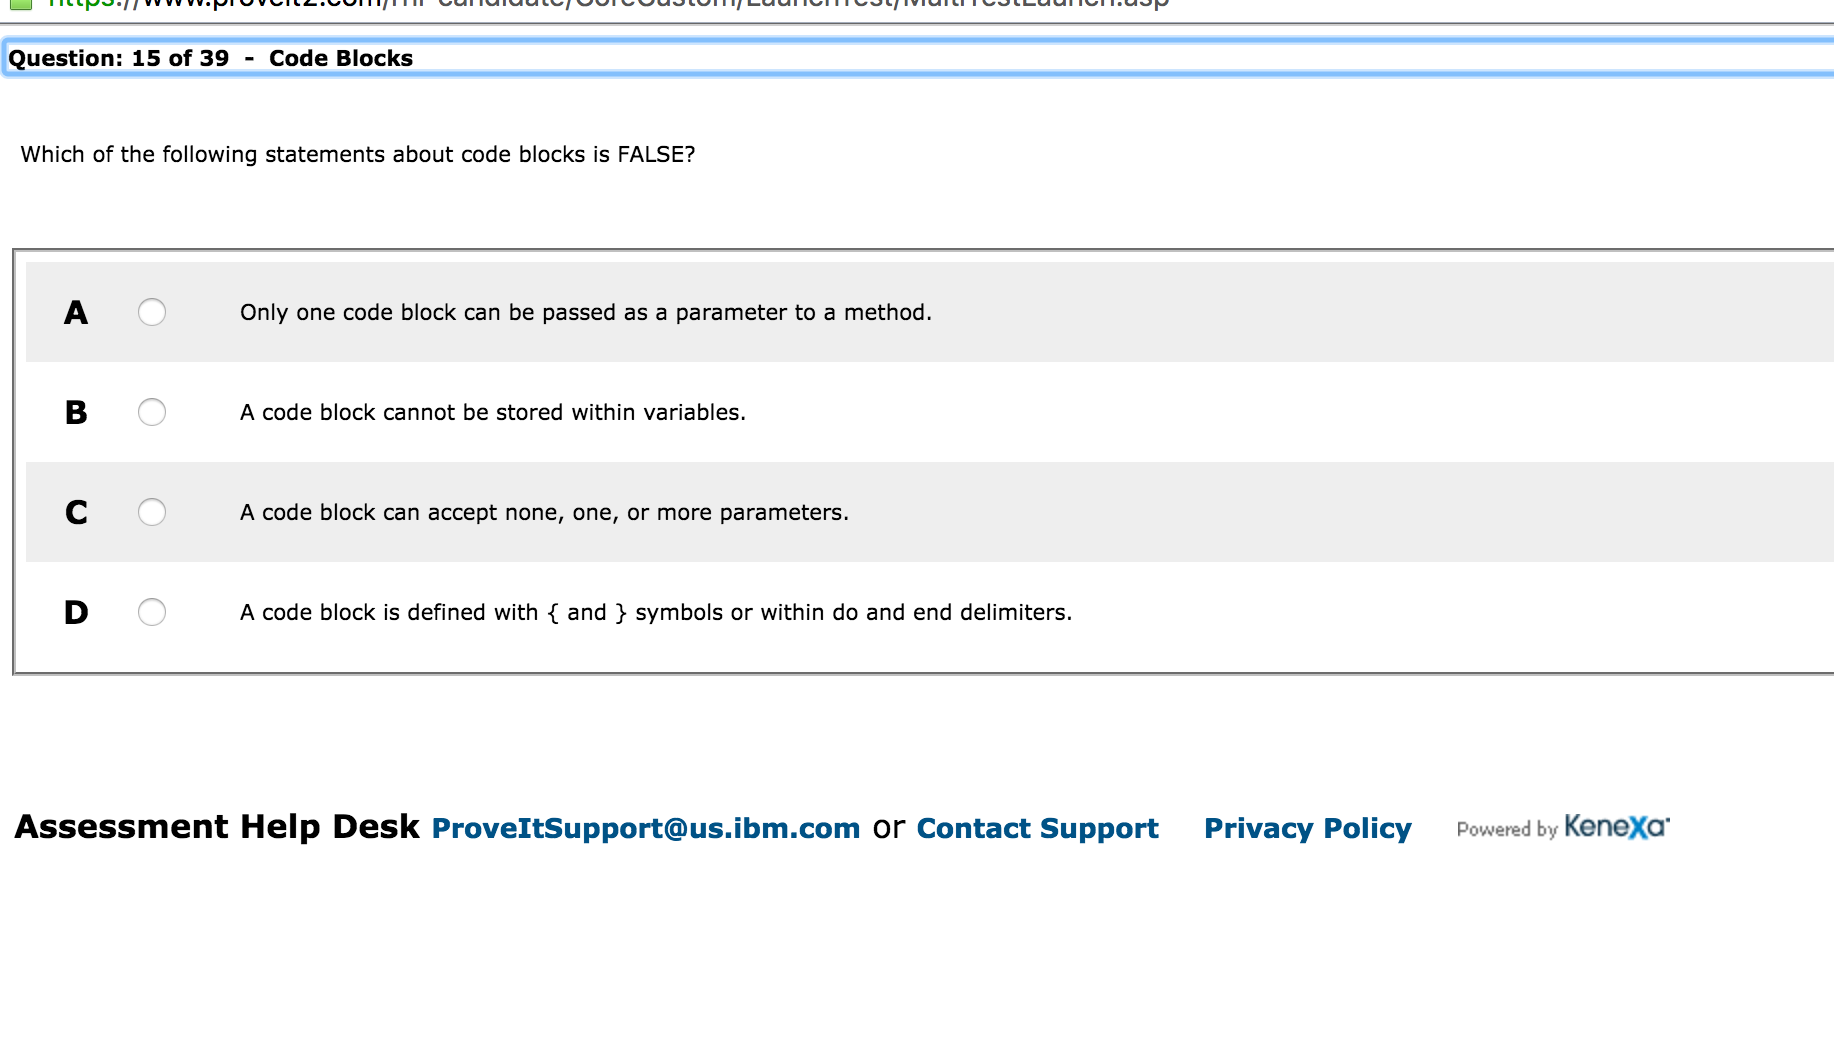 https://www.proveit2.com/mi-candidate/CoreCustom/LaunchTest/MultiTestLaunch.asp
Question: 15 of 39 - Code Blocks
Which of the following statements about code blocks is FALSE?
A Only one code block can be passed as a parameter to a method.
B A code block cannot be stored within variables.
C A code block can accept none, one, or more parameters.
D A code block is defined with { and } symbols or within do and end delimiters.
Assessment Help Desk ProveItSupport@us.ibm.com or Contact Support Privacy Policy Powered by Kenexa